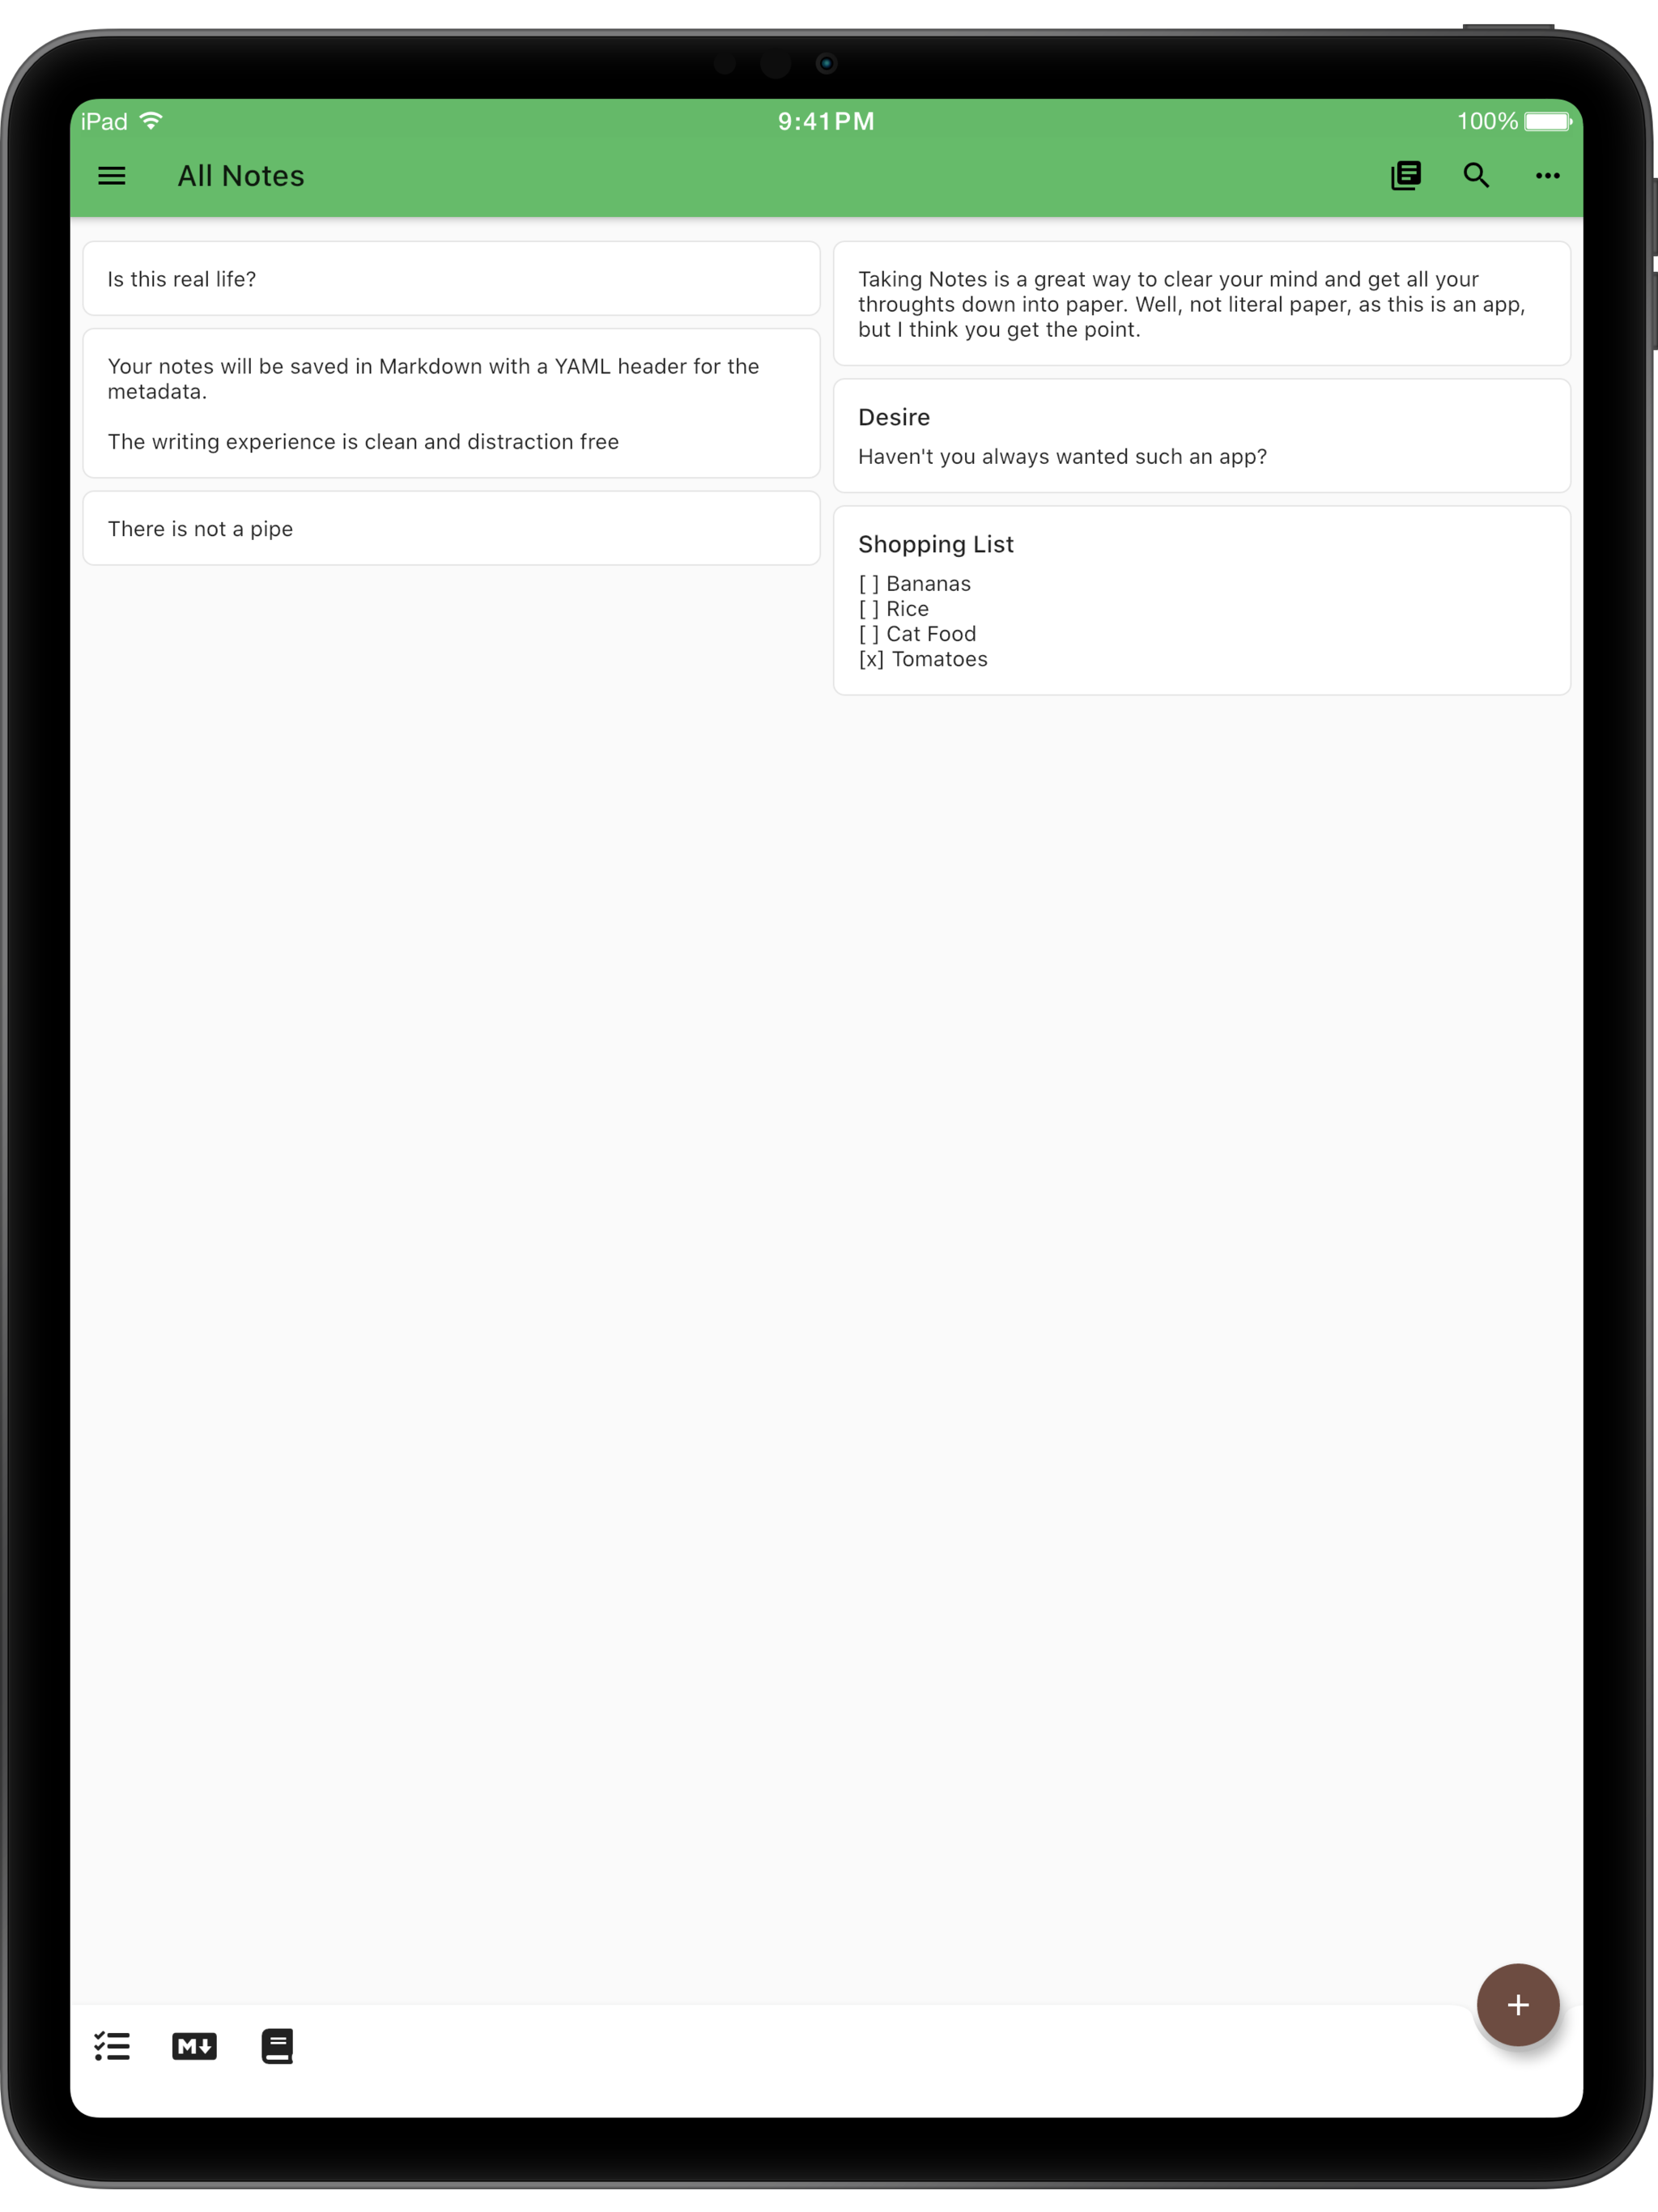 iPad 9:41PM 100%
All Notes
Is this real life?
Your notes will be saved in Markdown with a YAML header for the
metadata.
The writing experience is clean and distraction free
There is not a pipe
Taking Notes is a great way to clear your mind and get all your
throughts down into paper. Well, not literal paper, as this is an app,
but I think you get the point.
Desire
Haven't you always wanted such an app?
Shopping List
[ ] Bananas
[ ] Rice
[ ] Cat Food
[x] Tomatoes
M